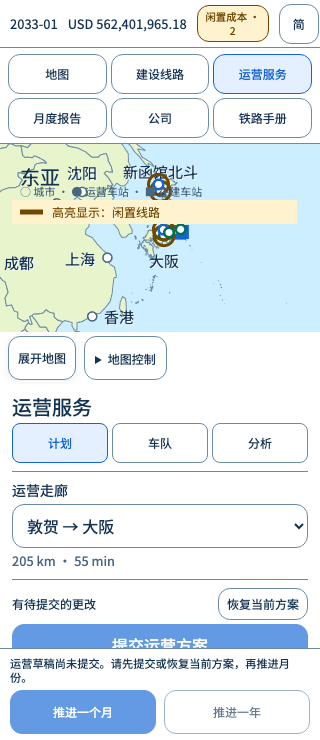 2033-01 USD 562,401,965.18 闲置成本 · 2 简
地图 建设线路 运营服务
月度报告 公司 铁路手册
东亚 沈阳 新函馆北斗
城市 · 运营车站 · 车站
高亮显示：闲置线路
成都 上海 大阪
香港
展开地图 ▶ 地图控制
运营服务
计划 车队 分析
运营走廊
敦贺 → 大阪
205 km · 55 min
有待提交的更改 恢复当前方案
提交运营方案
运营草稿尚未提交。请先提交或恢复当前方案，再推进月
份。
推进一个月 推进一年